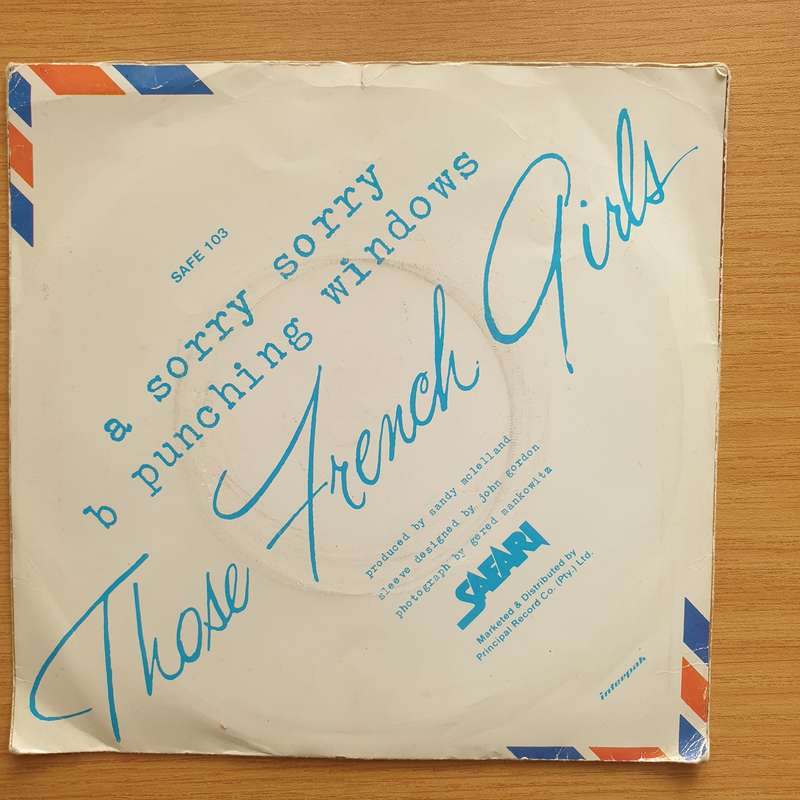 SAFE 103
a sorry sorry
b punching windows
Those French Girls
produced by sandy mclelland
sleeve designed by john gordon
photograph by gered mankowitz
SAFARI
Marketed & Distributed by
Principal Record Co. (Pty.) Ltd.
interpak